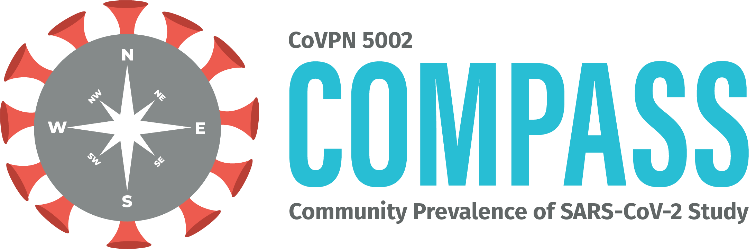 N
NW NE
W E
SW SE
S
CoVPN 5002
COMPASS
Community Prevalence of SARS-CoV-2 Study